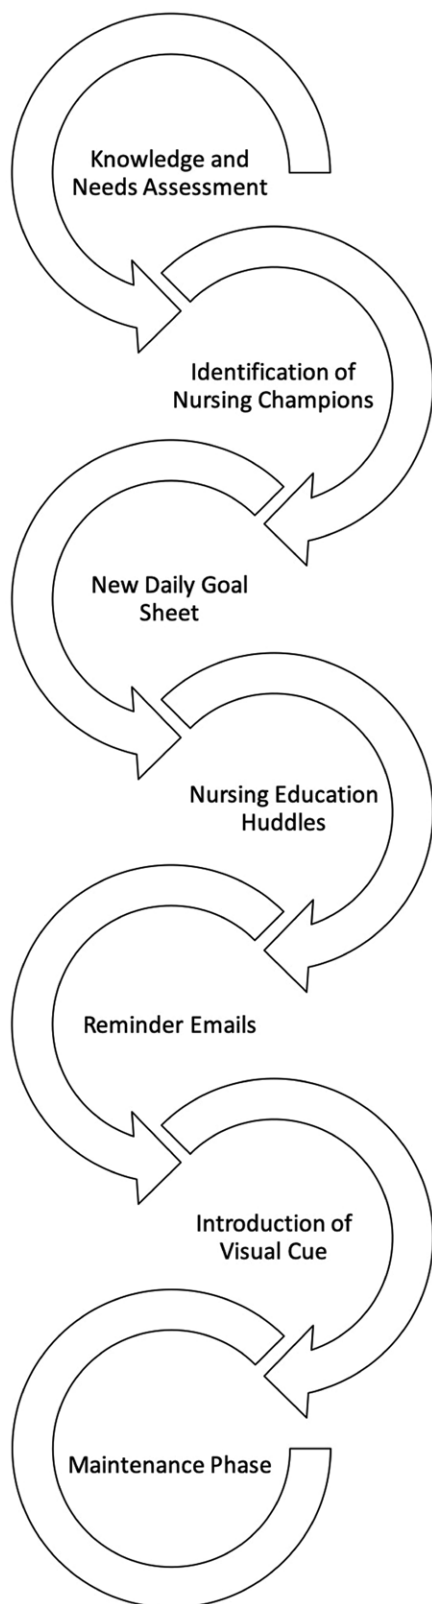 Knowledge and
Needs Assessment
Identification of
Nursing Champions
New Daily Goal
Sheet
Nursing Education
Huddles
Reminder Emails
Introduction of
Visual Cue
Maintenance Phase